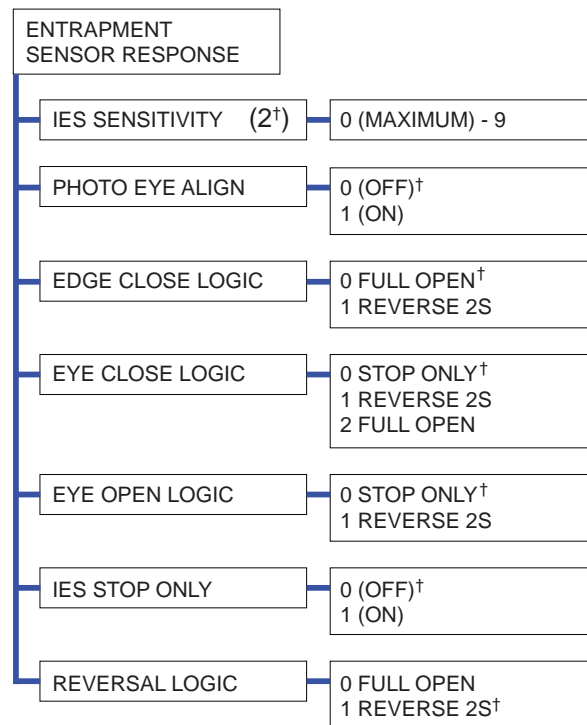 ENTRAPMENT
SENSOR RESPONSE
IES SENSITIVITY (2†)
0 (MAXIMUM) - 9
PHOTO EYE ALIGN
0 (OFF)†
1 (ON)
EDGE CLOSE LOGIC
0 FULL OPEN†
1 REVERSE 2S
EYE CLOSE LOGIC
0 STOP ONLY†
1 REVERSE 2S
2 FULL OPEN
EYE OPEN LOGIC
0 STOP ONLY†
1 REVERSE 2S
IES STOP ONLY
0 (OFF)†
1 (ON)
REVERSAL LOGIC
0 FULL OPEN
1 REVERSE 2S†